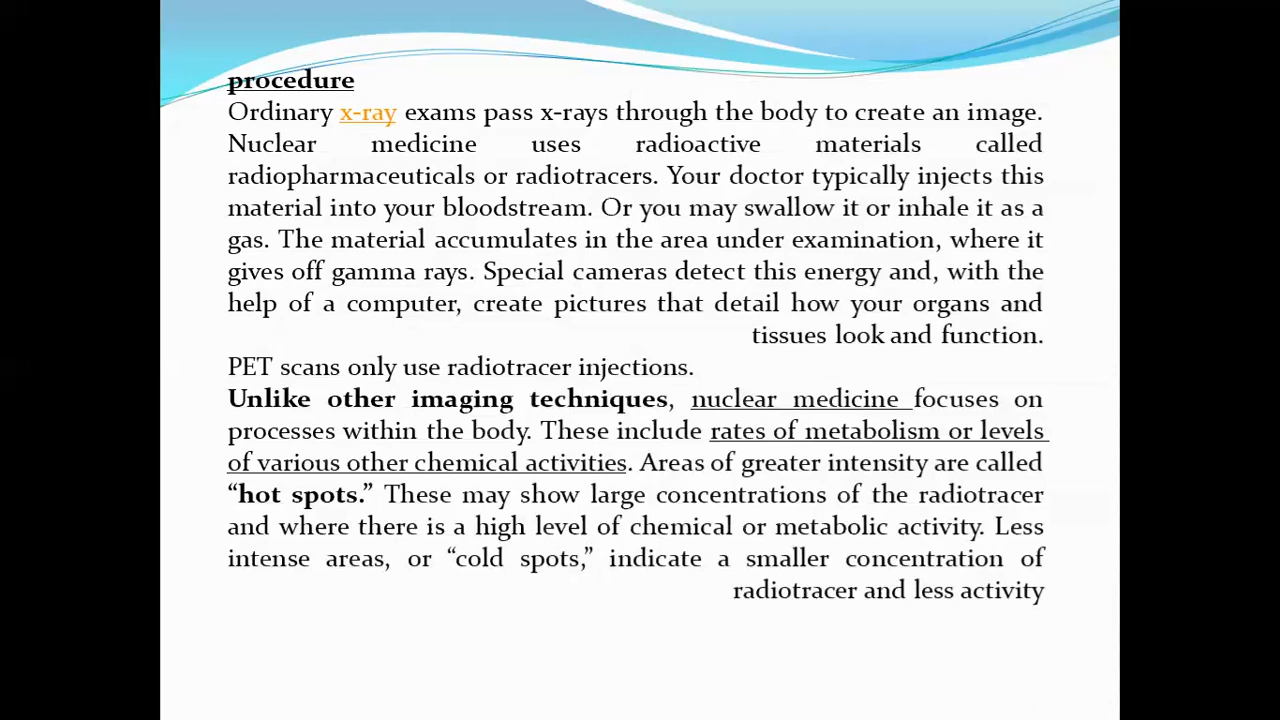 procedure
Ordinary x-ray exams pass x-rays through the body to create an image.
Nuclear medicine uses radioactive materials called
radiopharmaceuticals or radiotracers. Your doctor typically injects this
material into your bloodstream. Or you may swallow it or inhale it as a
gas. The material accumulates in the area under examination, where it
gives off gamma rays. Special cameras detect this energy and, with the
help of a computer, create pictures that detail how your organs and
tissues look and function.
PET scans only use radiotracer injections.
Unlike other imaging techniques, nuclear medicine focuses on
processes within the body. These include rates of metabolism or levels
of various other chemical activities. Areas of greater intensity are called
“hot spots.” These may show large concentrations of the radiotracer
and where there is a high level of chemical or metabolic activity. Less
intense areas, or “cold spots,” indicate a smaller concentration of
radiotracer and less activity